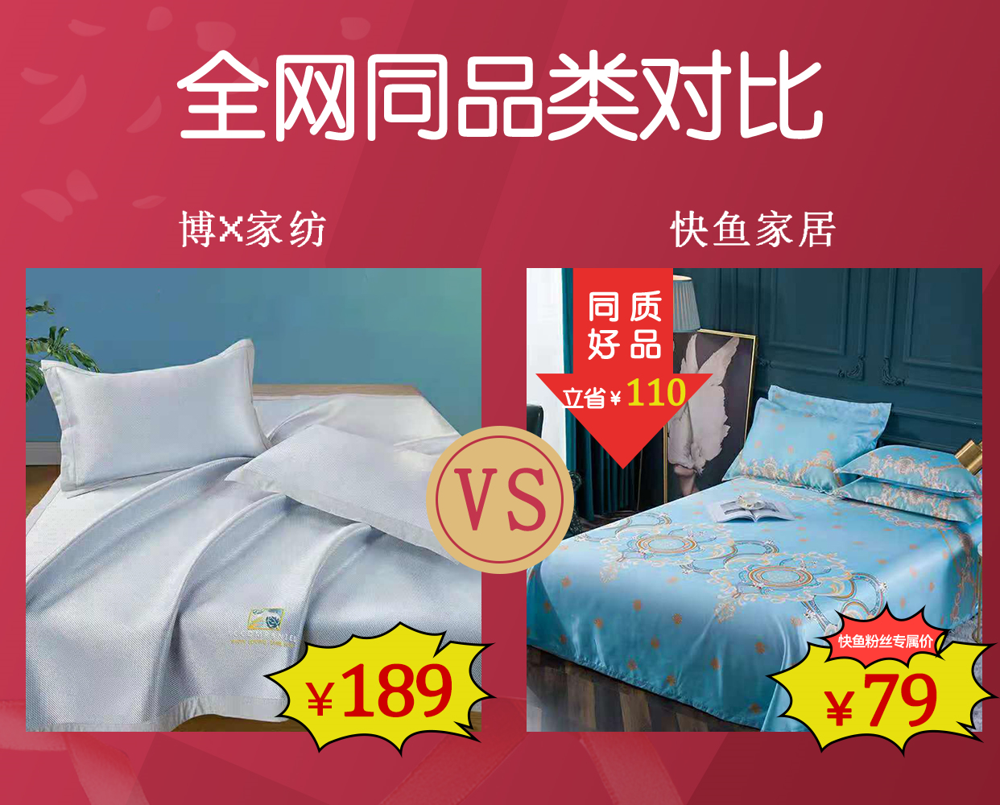 全网同品类对比
博X家纺
快鱼家居
同质
好品
立省¥110
VS
¥189
快鱼粉丝专属价
¥79